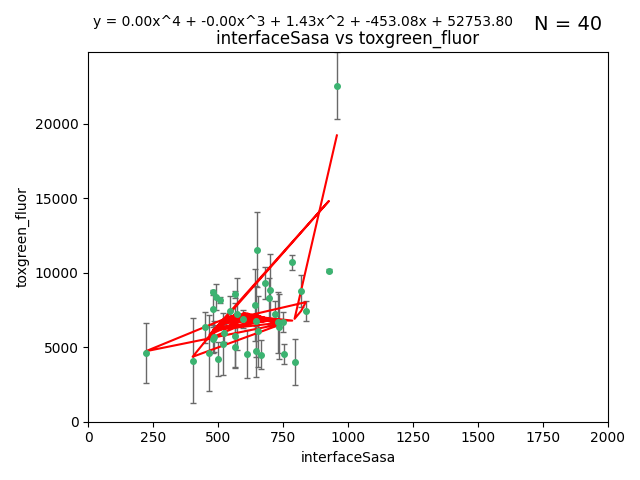 y = 0.00x^4 + -0.00x^3 + 1.43x^2 + -453.08x + 52753.80
N = 40
interfaceSasa vs toxgreen_fluor
toxgreen_fluor
20000
15000
10000
5000
0
0 250 500 750 1000 1250 1500 1750 2000
interfaceSasa